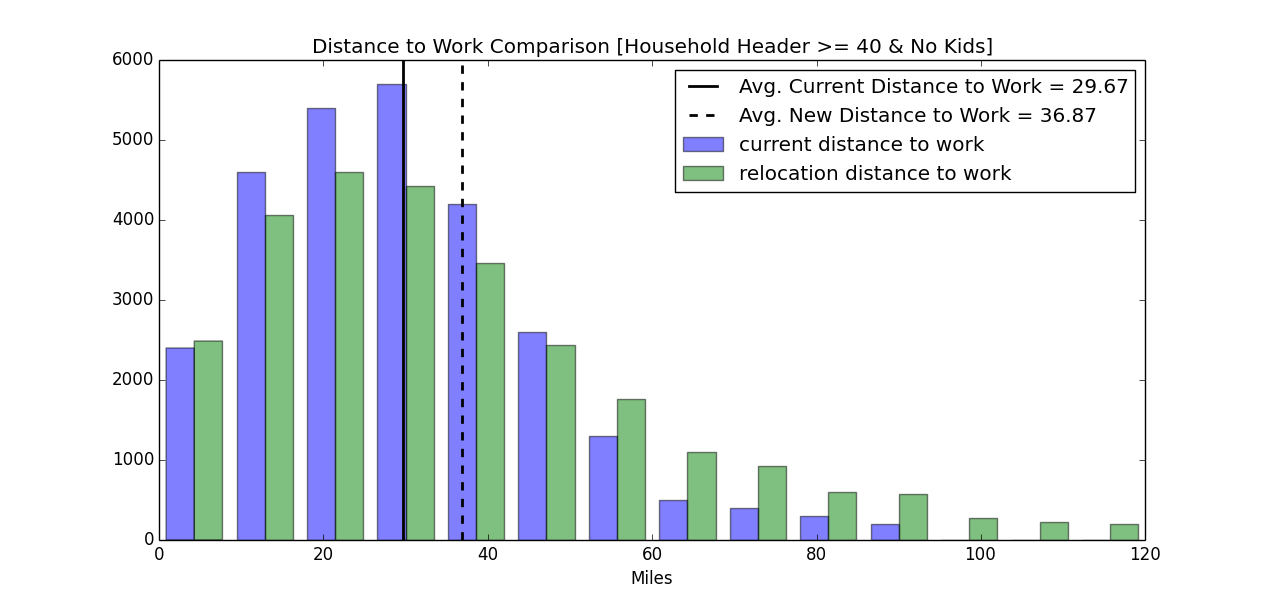 Distance to Work Comparison [Household Header >= 40 & No Kids]
6000
5000
4000
3000
2000
1000
0
Avg. Current Distance to Work = 29.67
Avg. New Distance to Work = 36.87
current distance to work
relocation distance to work
0 20 40 60 80 100 120
Miles